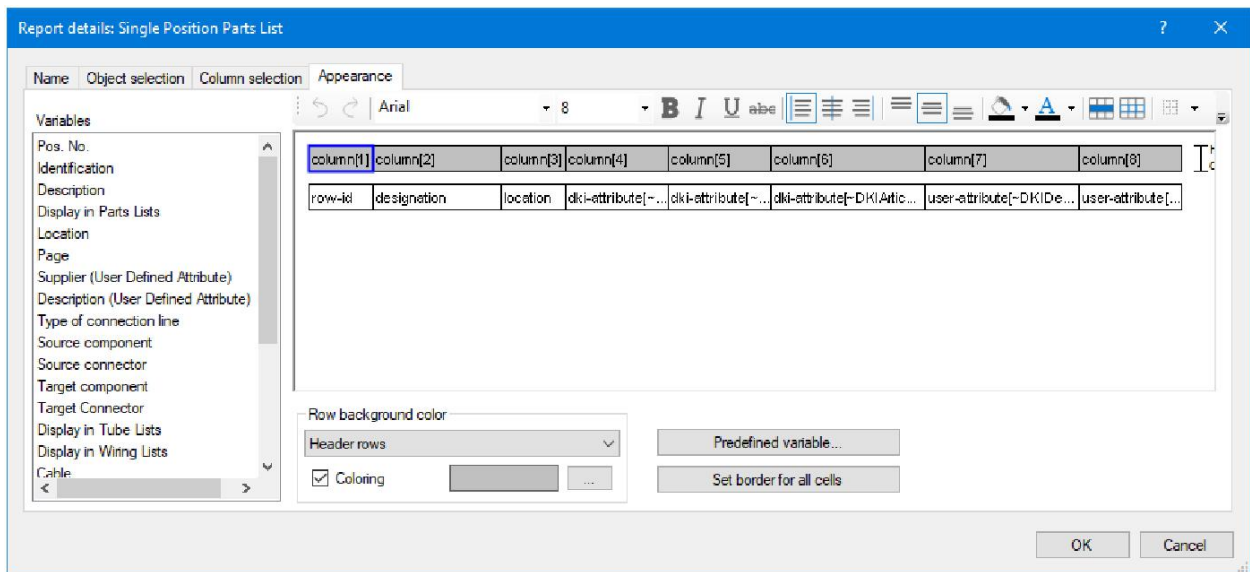 Report details: Single Position Parts List
?
Name Object selection Column selection Appearance
Variables
Arial 8 B I U abc A
Pos. No.
Identification
Description
Display in Parts Lists
Location
Page
Supplier (User Defined Attribute)
Description (User Defined Attribute)
Type of connection line
Source component
Source connector
Target component
Target Connector
Display in Tube Lists
Display in Wiring Lists
Cable
column[1] column[2] column[3] column[4] column[5] column[6] column[7] column[8]
row-id designation location dki-attribute[~... dki-attribute[~... dki-attribute[~DKIArtic... user-attribute[~DKIDe... user-attribute[...
Row background color
Header rows
Coloring ...
Predefined variable...
Set border for all cells
OK Cancel